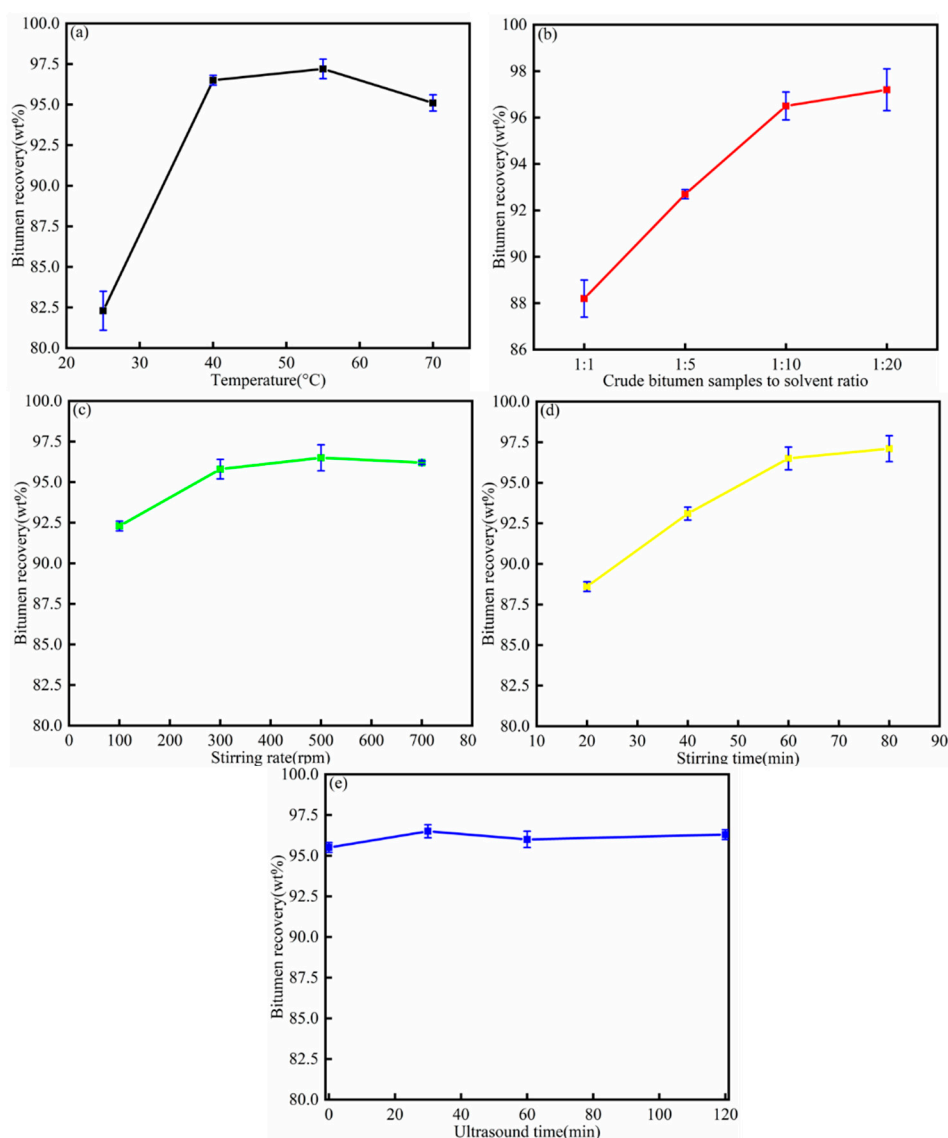 (a)
100.0
97.5
95.0
92.5
90.0
87.5
85.0
82.5
80.0
Bitumen recovery(wt%)
20 30 40 50 60 70
Temperature(°C)
(b)
100
98
96
94
92
90
88
86
Bitumen recovery(wt%)
1:1 1:5 1:10 1:20
Crude bitumen samples to solvent ratio
(c)
100.0
97.5
95.0
92.5
90.0
87.5
85.0
82.5
80.0
Bitumen recovery(wt%)
0 100 200 300 400 500 600 700 80
Stirring rate(rpm)
(d)
100.0
97.5
95.0
92.5
90.0
87.5
85.0
82.5
80.0
Bitumen recovery(wt%)
10 20 30 40 50 60 70 80 90
Stirring time(min)
(e)
100.0
97.5
95.0
92.5
90.0
87.5
85.0
82.5
80.0
Bitumen recovery(wt%)
0 20 40 60 80 100 120
Ultrasound time(min)